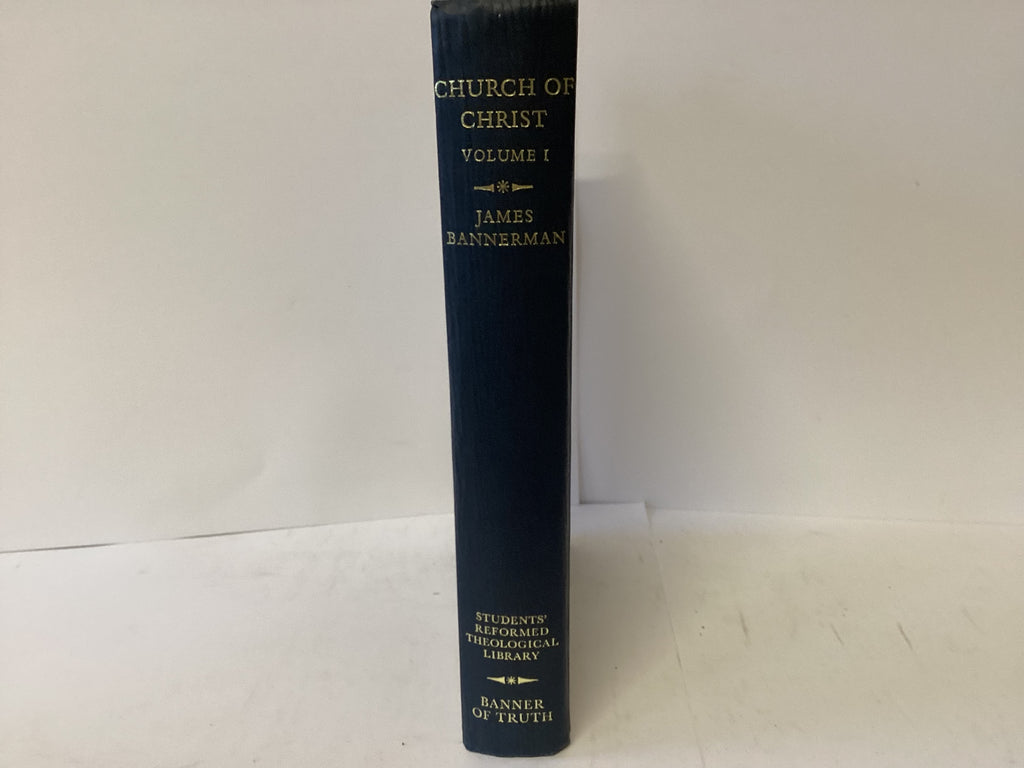 CHURCH OF
CHRIST
VOLUME I
JAMES
BANNERMAN
STUDENTS'
REFORMED
THEOLOGICAL
LIBRARY
BANNER
OF TRUTH